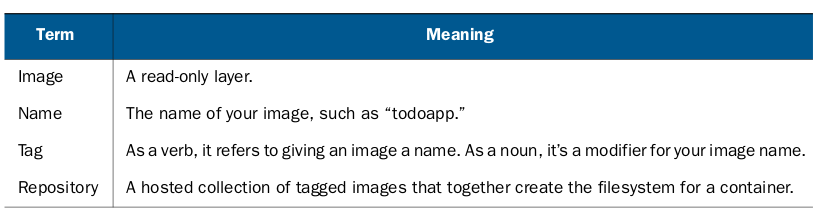 Term Meaning
Image A read-only layer.
Name The name of your image, such as “todoapp.”
Tag As a verb, it refers to giving an image a name. As a noun, it’s a modifier for your image name.
Repository A hosted collection of tagged images that together create the filesystem for a container.